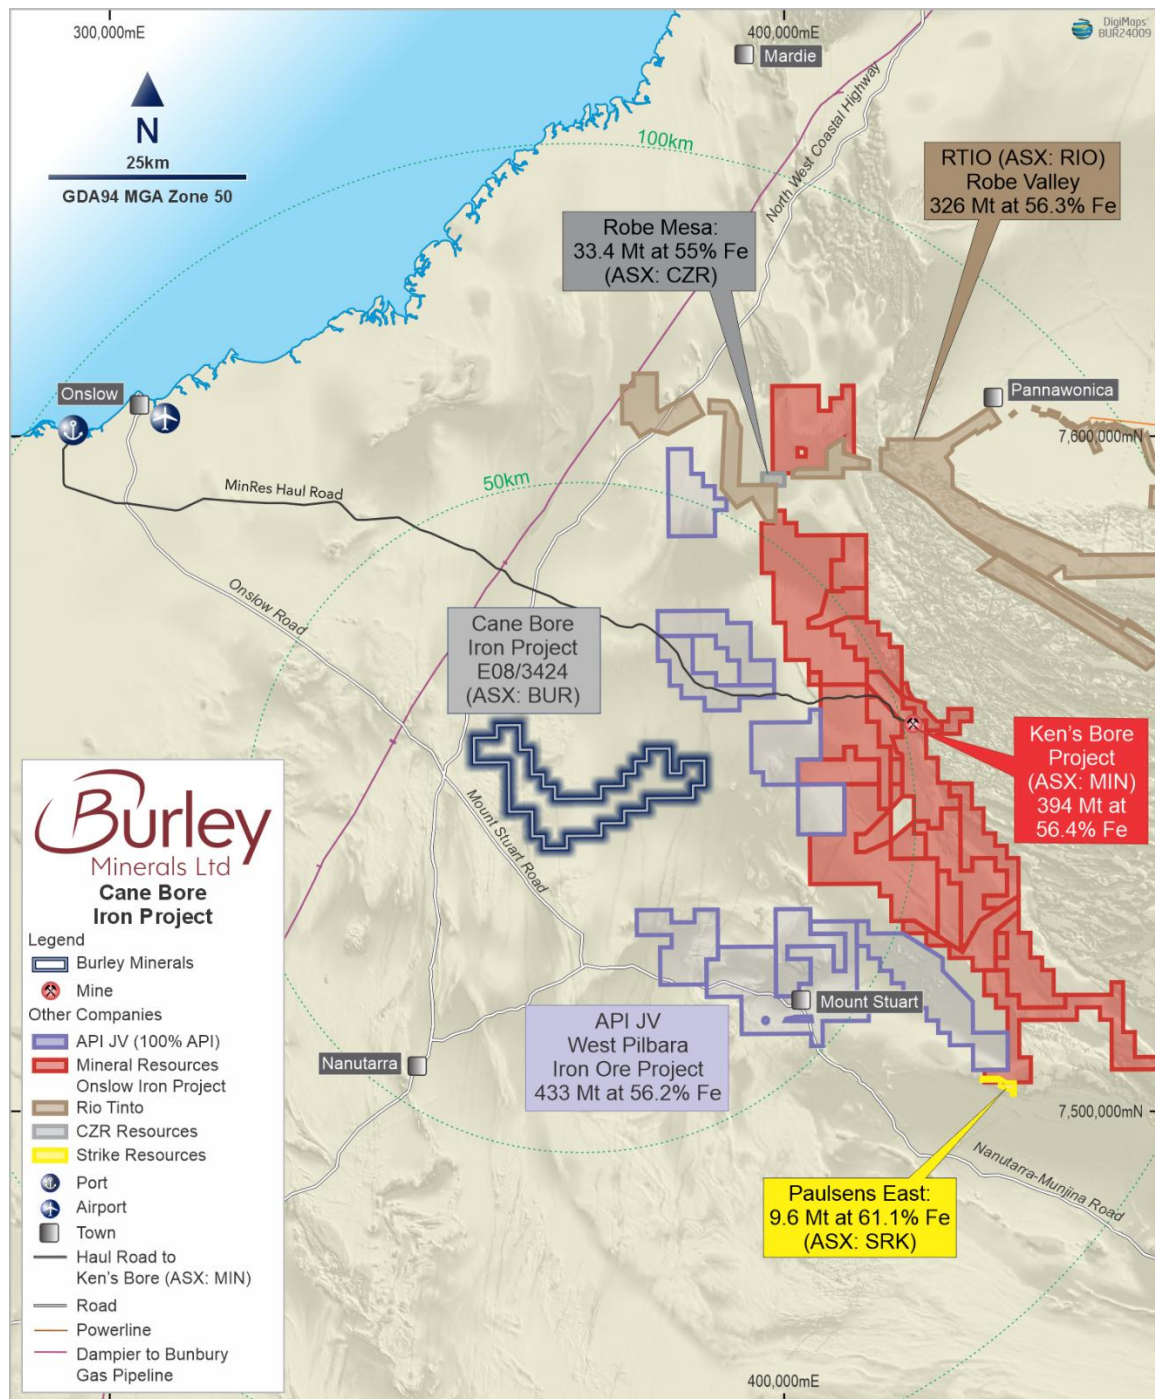 300,000mE
400,000mE
DigiMaps
BUR24009
Mardie
N
25km
GDA94 MGA Zone 50
100km
North West Coastal Highway
RTIO (ASX: RIO)
Robe Valley
326 Mt at 56.3% Fe
Robe Mesa:
33.4 Mt at 55% Fe
(ASX: CZR)
Onslow
Pannawonica
7,600,000mN
50km
MinRes Haul Road
Onslow Road
Cane Bore
Iron Project
E08/3424
(ASX: BUR)
Ken's Bore
Project
(ASX: MIN)
394 Mt at
56.4% Fe
Mount Stuart Road
Burley
Minerals Ltd
Cane Bore
Iron Project
Legend
Burley Minerals
Mine
Other Companies
API JV (100% API)
Mineral Resources
Onslow Iron Project
Rio Tinto
CZR Resources
Strike Resources
Port
Airport
Town
Haul Road to
Ken's Bore (ASX: MIN)
Road
Powerline
Dampier to Bunbury
Gas Pipeline
Mount Stuart
Nanutarra
API JV
West Pilbara
Iron Ore Project
433 Mt at 56.2% Fe
7,500,000mN
Nanutarra-Munjina Road
Paulsens East:
9.6 Mt at 61.1% Fe
(ASX: SRK)
400,000mE